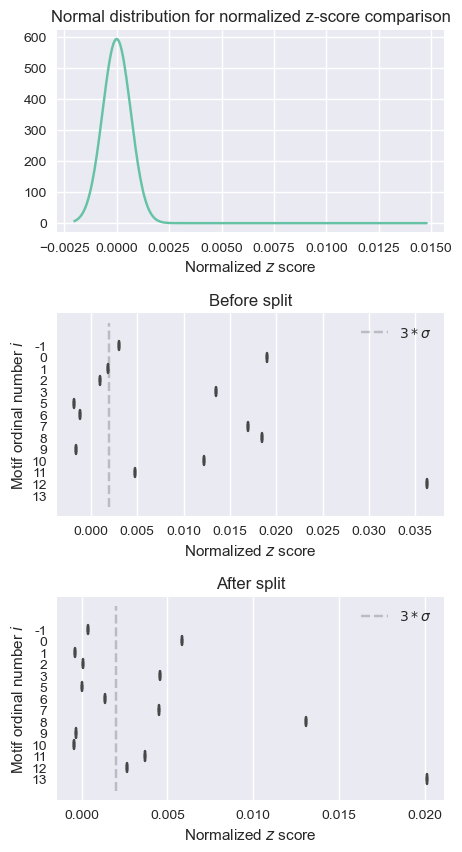 Normal distribution for normalized z-score comparison
600
500
400
300
200
100
0
−0.0025 0.0000 0.0025 0.0050 0.0075 0.0100 0.0125 0.0150
Normalized z score
Before split
Motif ordinal number i
-1
0
1
2
3
5
6
7
8
9
10
11
12
13
3 * σ
0.000 0.005 0.010 0.015 0.020 0.025 0.030 0.035
Normalized z score
After split
Motif ordinal number i
-1
0
1
2
3
5
6
7
8
9
10
11
12
13
3 * σ
0.000 0.005 0.010 0.015 0.020
Normalized z score